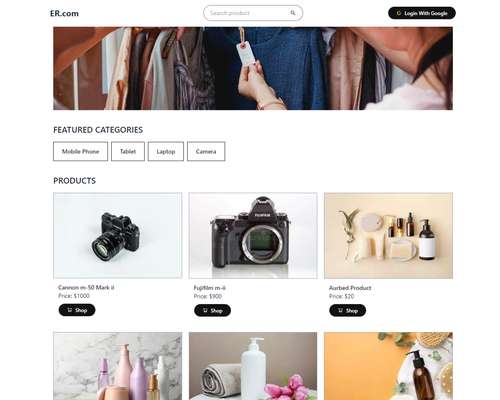 ER.com
Search product
G Login With Google
FEATURED CATEGORIES
Mobile Phone
Tablet
Laptop
Camera
PRODUCTS
FUJIFILM
Cannon m-50 Mark ii
Price: $1000
Shop
Fujifilm m-ii
Price: $900
Shop
Aurbed Product
Price: $20
Shop